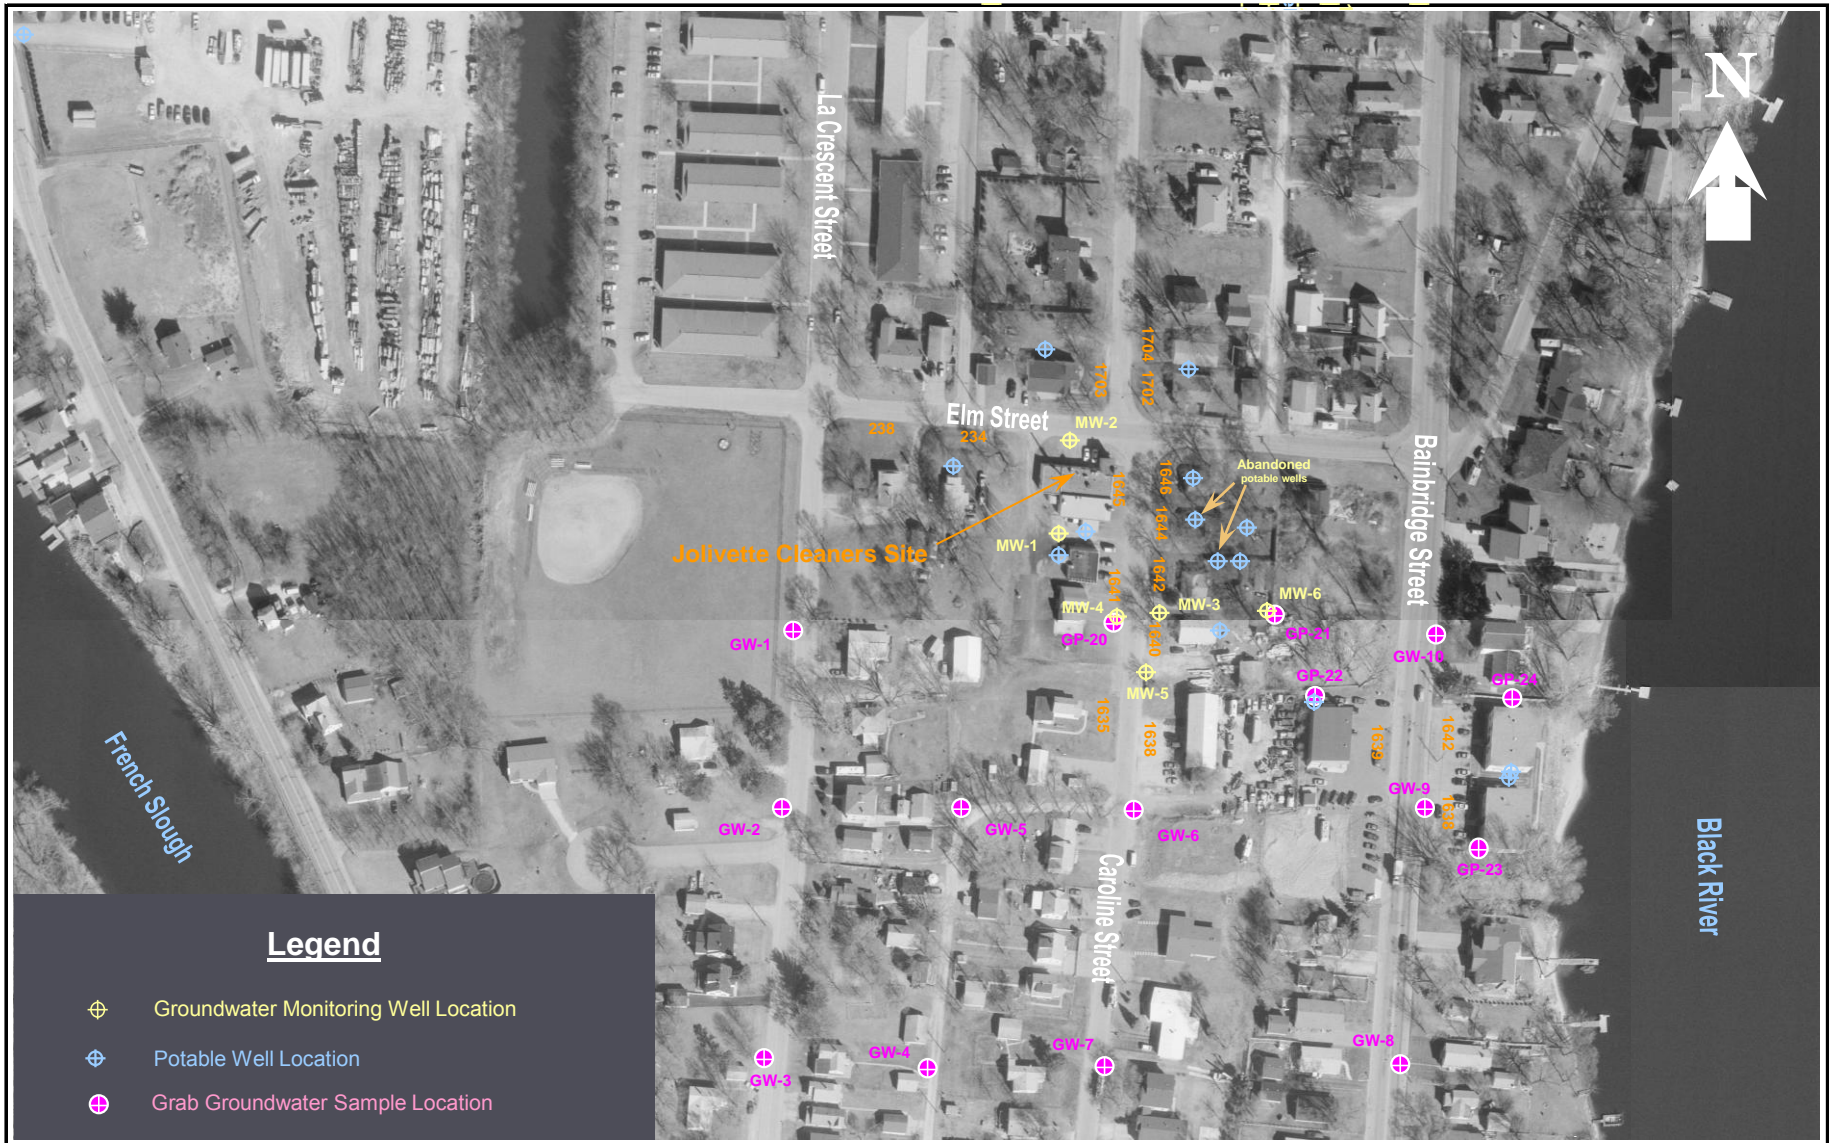 N
La Crescent Street
1704 1702
1703
Elm Street
MW-2
238
234
Bainbridge Street
Abandoned
potable wells
1646 1644 1642
1645
MW-1
Jolivette Cleaners Site
1641
MW-4
MW-3
MW-6
GP-20
1640
GP-21
GW-1
GW-10
GP-22
GP-24
MW-5
1635
1638
1639
1642
French Slough
GW-2
GW-5
GW-6
GW-9
1638
GP-23
Black River
Caroline Street
Legend
Groundwater Monitoring Well Location
Potable Well Location
Grab Groundwater Sample Location
GW-3
GW-4
GW-7
GW-8